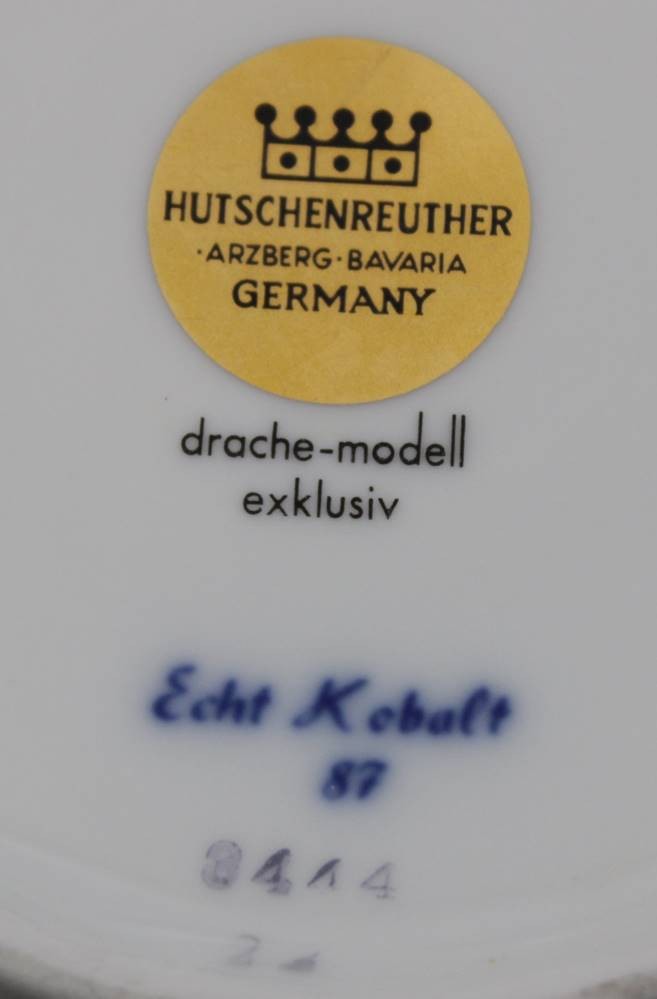 HUTSCHENREUTHER
·ARZBERG·BAVARIA
GERMANY
drache-modell
exklusiv
Echt Kobalt
87